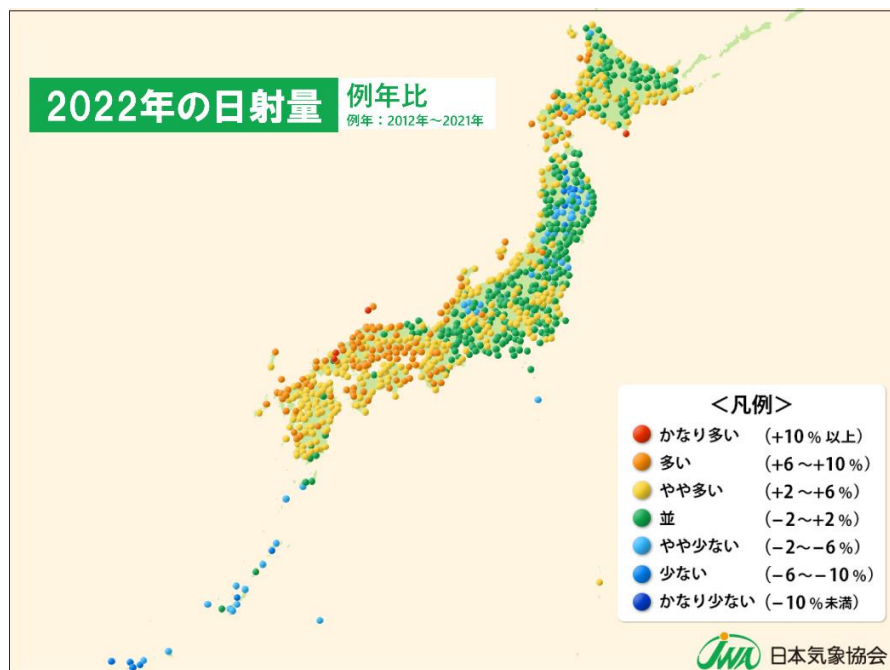 2022年の日射量
例年比
例年：2012年～2021年
＜凡例＞
かなり多い （+10％以上）
多い （+6～+10％）
やや多い （+2～+6％）
並 （−2～+2％）
やや少ない （−2～−6％）
少ない （−6～−10％）
かなり少ない （−10％未満）
JWA 日本気象協会